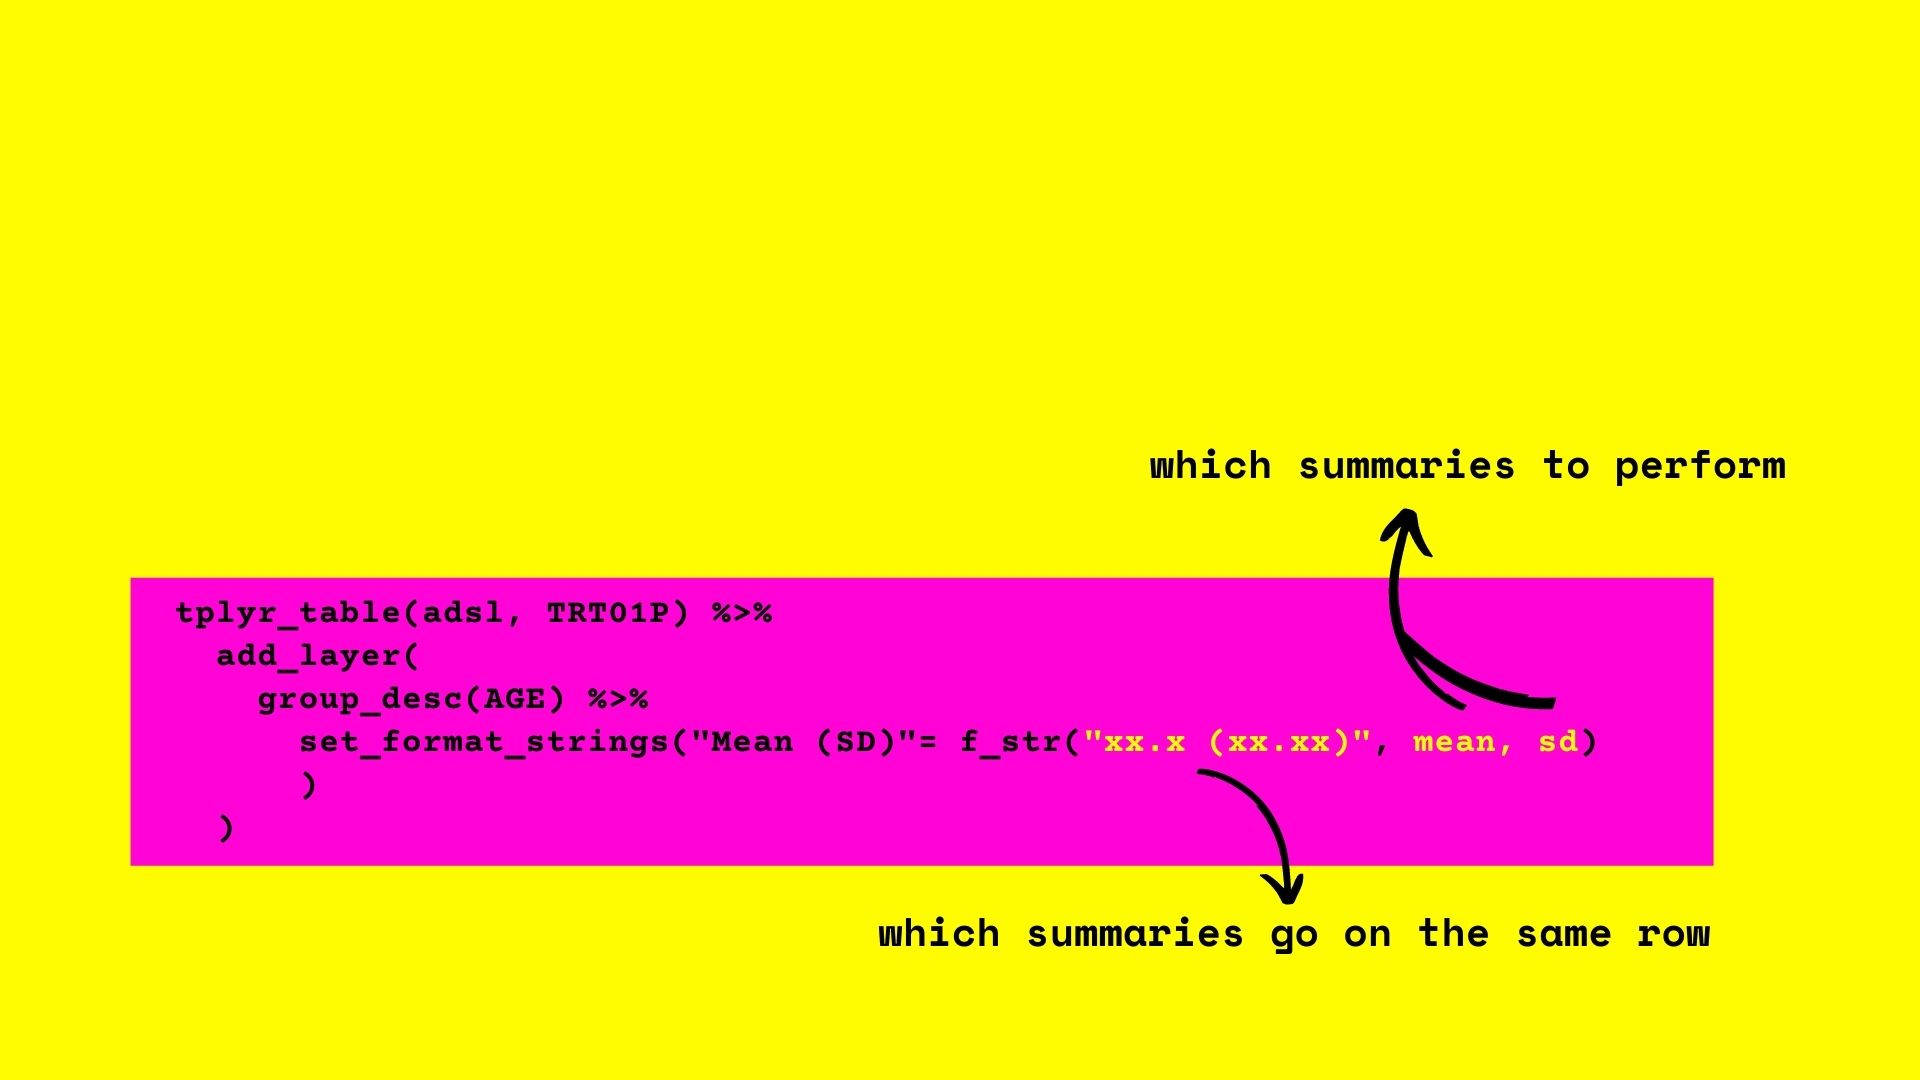 which summaries to perform
tplyr_table(adsl, TRT01P) %>%
add_layer(
group_desc(AGE) %>%
set_format_strings("Mean (SD)"= f_str("xx.x (xx.xx)", mean, sd)
)
)
which summaries go on the same row